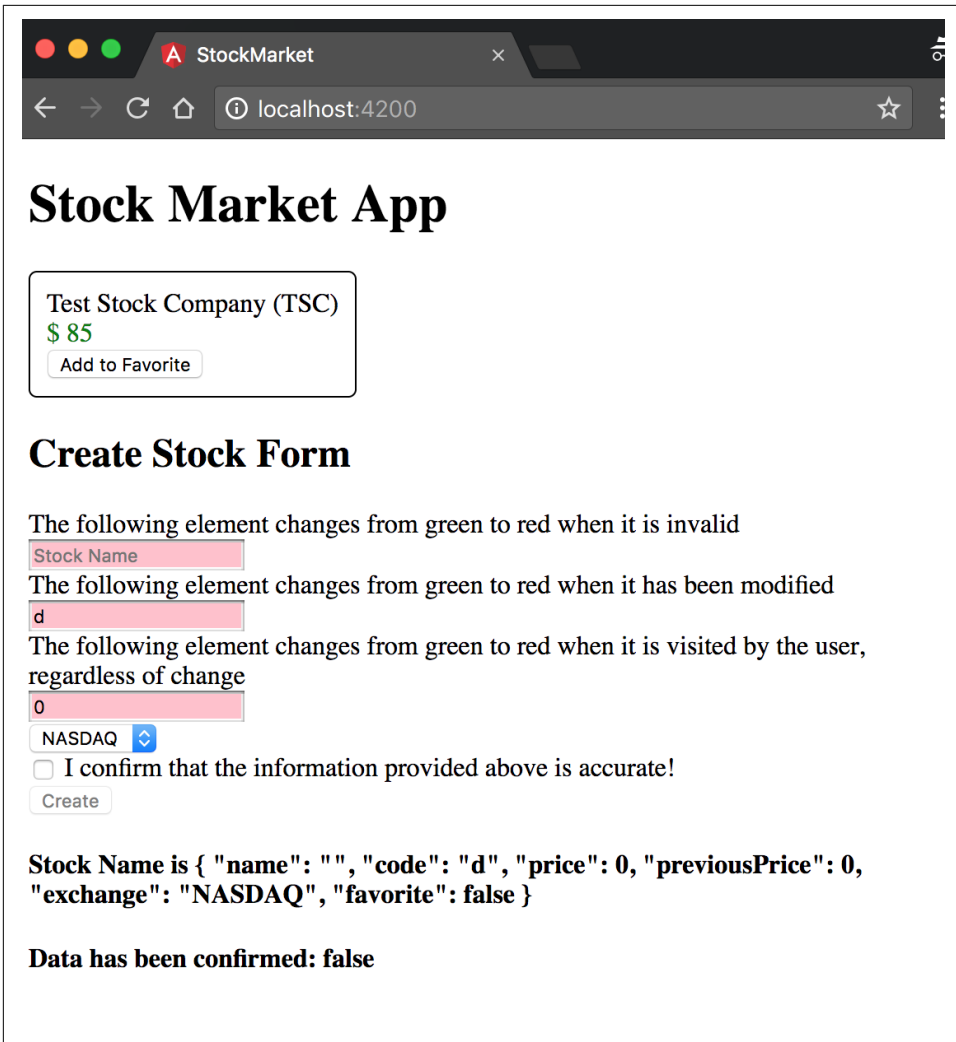 StockMarket
localhost:4200
Stock Market App
Test Stock Company (TSC)
$ 85
Add to Favorite
Create Stock Form
The following element changes from green to red when it is invalid
Stock Name
The following element changes from green to red when it has been modified
d
The following element changes from green to red when it is visited by the user,
regardless of change
0
NASDAQ
I confirm that the information provided above is accurate!
Create
Stock Name is { "name": "", "code": "d", "price": 0, "previousPrice": 0,
"exchange": "NASDAQ", "favorite": false }
Data has been confirmed: false